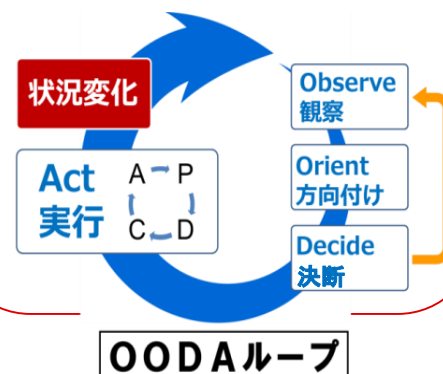 状況変化
Observe
観察
Orient
方向付け
Decide
決断
Act
実行
A P
C D
OODAループ